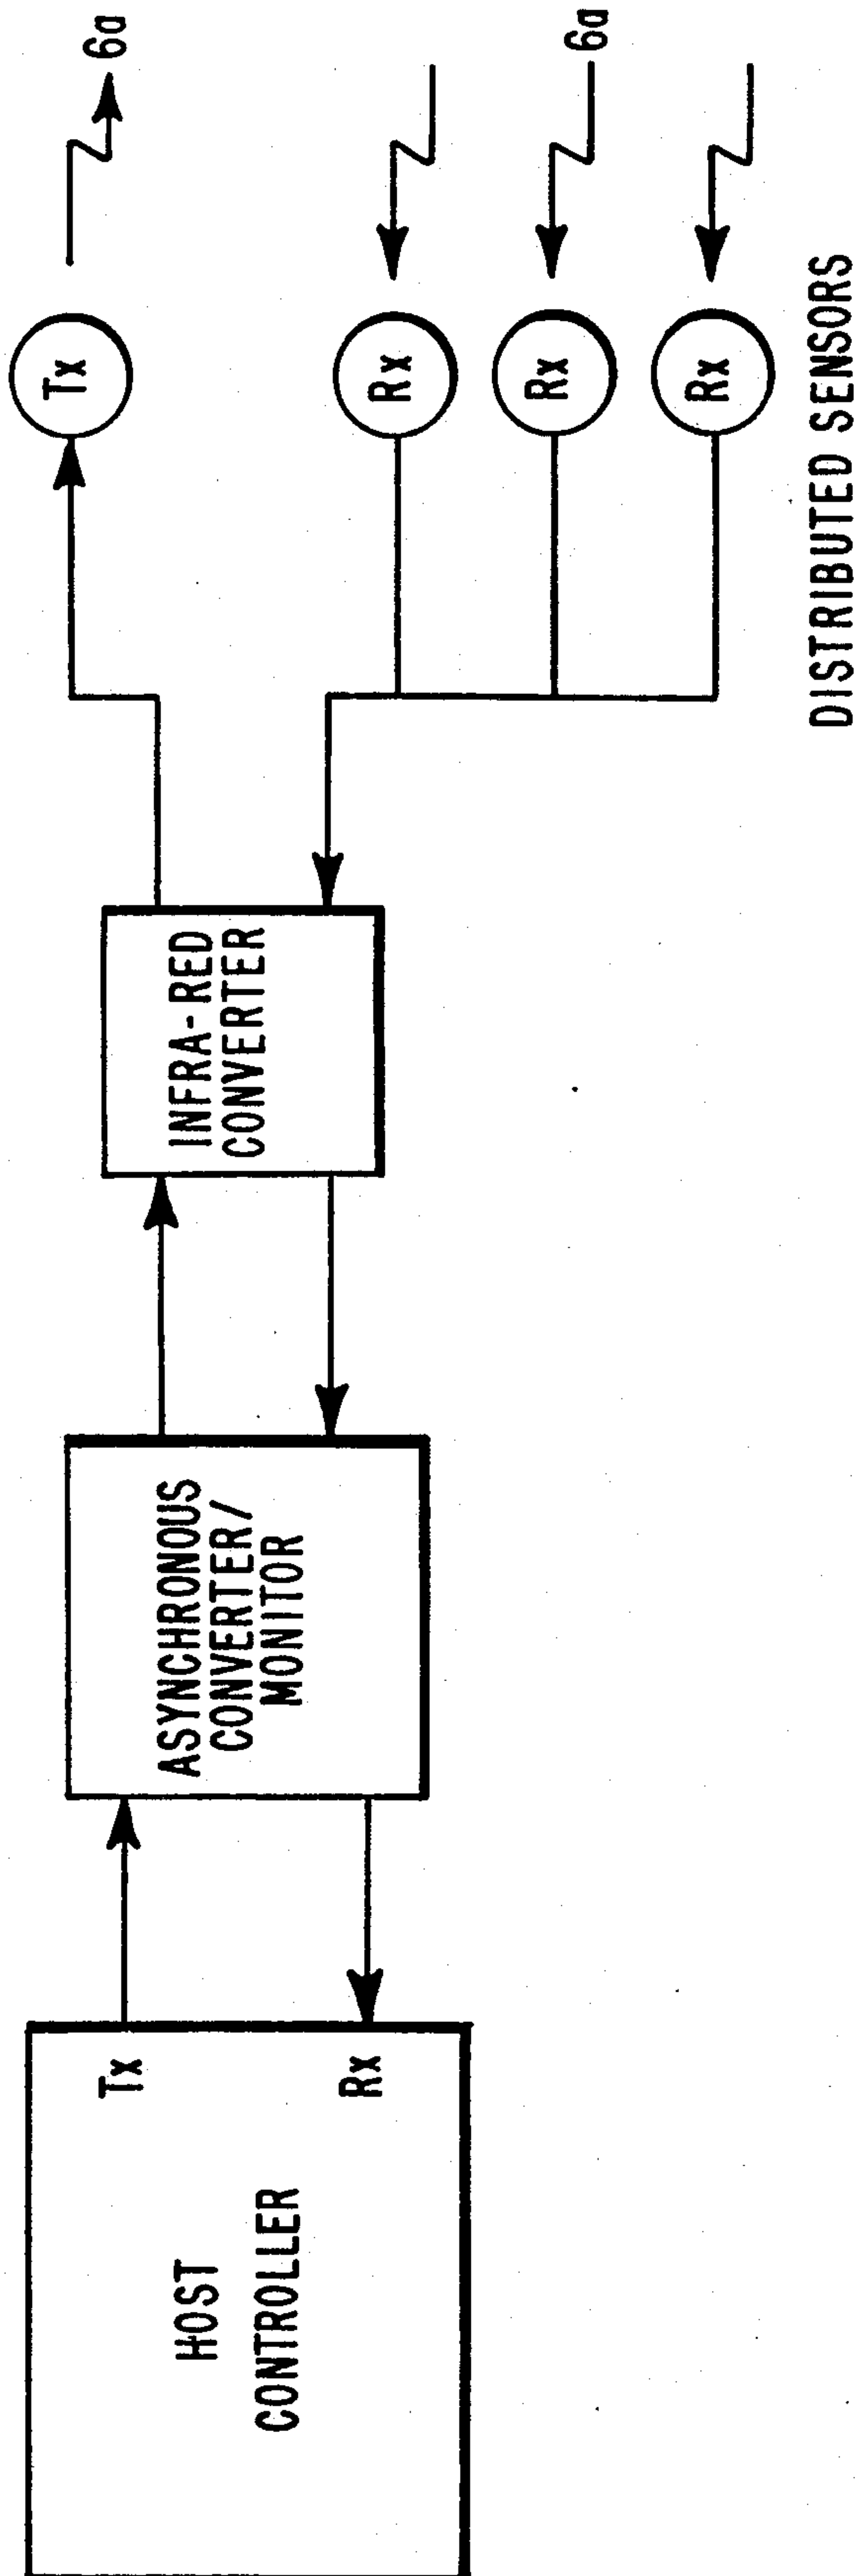 HOST
CONTROLLER
Tx
Rx
ASYNCHRONOUS
CONVERTER/
MONITOR
INFRA-RED
CONVERTER
Tx
6a
Rx
Rx
6a
Rx
DISTRIBUTED SENSORS